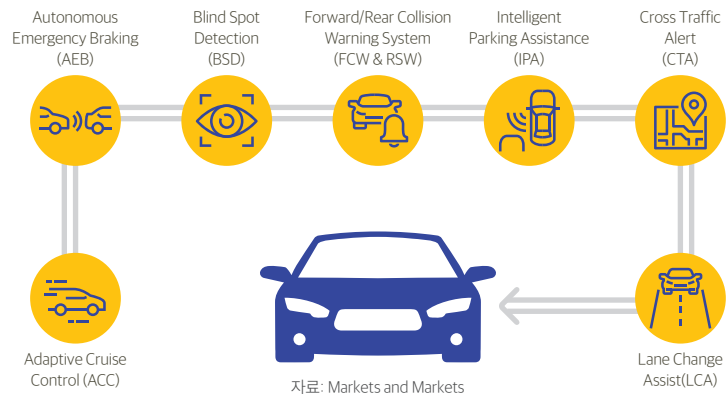 Autonomous
Emergency Braking
(AEB)
Blind Spot
Detection
(BSD)
Forward/Rear Collision
Warning System
(FCW & RSW)
Intelligent
Parking Assistance
(IPA)
Cross Traffic
Alert
(CTA)
Adaptive Cruise
Control (ACC)
Lane Change
Assist(LCA)
자료: Markets and Markets